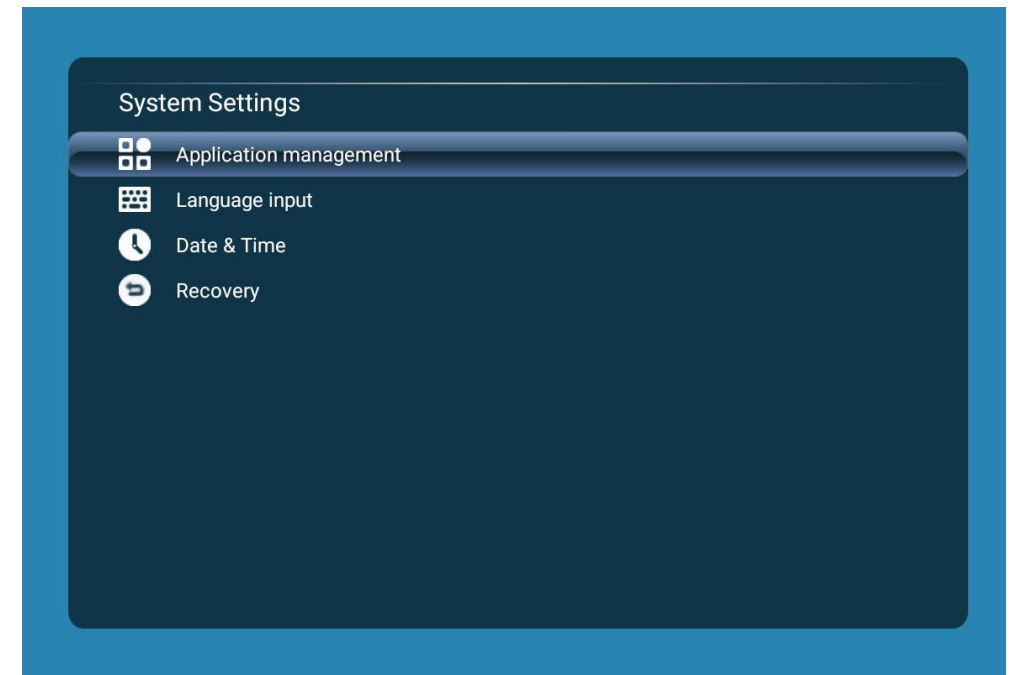 System Settings
Application management
Language input
Date & Time
Recovery